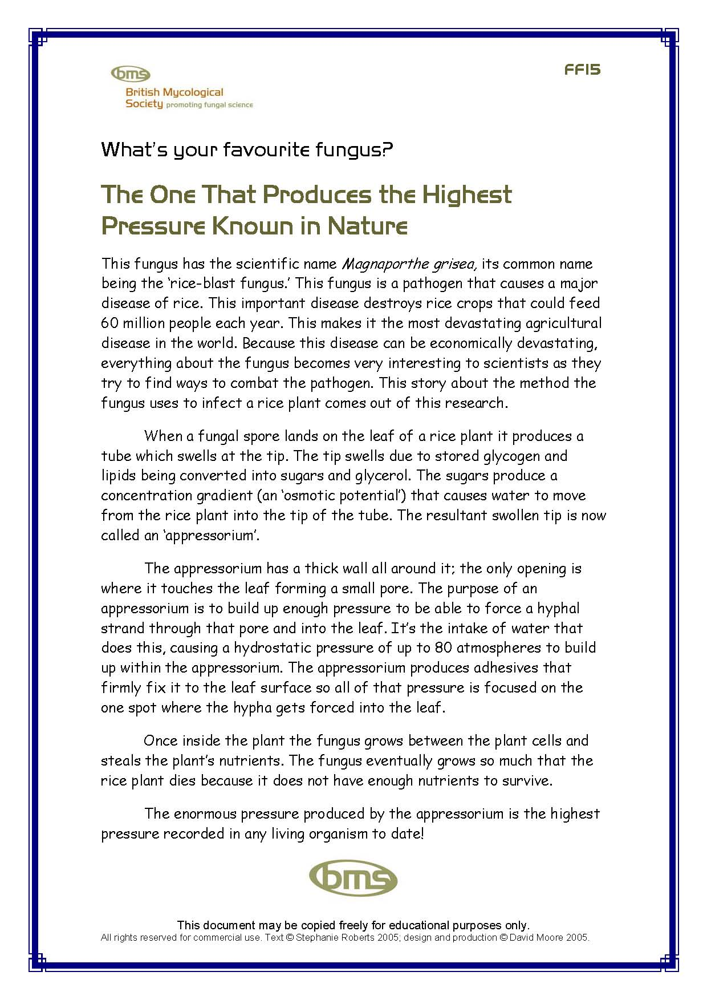 bms
FF15
British Mycological
Society promoting fungal science
What's your favourite fungus?
The One That Produces the Highest
Pressure Known in Nature
This fungus has the scientific name Magnaporthe grisea, its common name
being the ‘rice-blast fungus.’ This fungus is a pathogen that causes a major
disease of rice. This important disease destroys rice crops that could feed
60 million people each year. This makes it the most devastating agricultural
disease in the world. Because this disease can be economically devastating,
everything about the fungus becomes very interesting to scientists as they
try to find ways to combat the pathogen. This story about the method the
fungus uses to infect a rice plant comes out of this research.
When a fungal spore lands on the leaf of a rice plant it produces a
tube which swells at the tip. The tip swells due to stored glycogen and
lipids being converted into sugars and glycerol. The sugars produce a
concentration gradient (an ‘osmotic potential’) that causes water to move
from the rice plant into the tip of the tube. The resultant swollen tip is now
called an ‘appressorium’.
The appressorium has a thick wall all around it; the only opening is
where it touches the leaf forming a small pore. The purpose of an
appressorium is to build up enough pressure to be able to force a hyphal
strand through that pore and into the leaf. It’s the intake of water that
does this, causing a hydrostatic pressure of up to 80 atmospheres to build
up within the appressorium. The appressorium produces adhesives that
firmly fix it to the leaf surface so all of that pressure is focused on the
one spot where the hypha gets forced into the leaf.
Once inside the plant the fungus grows between the plant cells and
steals the plant’s nutrients. The fungus eventually grows so much that the
rice plant dies because it does not have enough nutrients to survive.
The enormous pressure produced by the appressorium is the highest
pressure recorded in any living organism to date!
bms
This document may be copied freely for educational purposes only.
All rights reserved for commercial use. Text © Stephanie Roberts 2005; design and production © David Moore 2005.